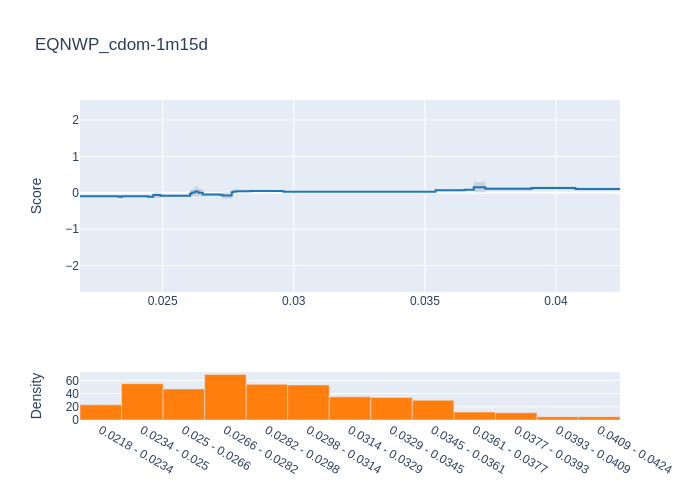 EQNWP_cdom-1m15d
Score
2
1
0
−1
−2
0.025
0.03
0.035
0.04
Density
60
40
20
0
0.0218 - 0.0234
0.0234 - 0.025
0.025 - 0.0266
0.0266 - 0.0282
0.0282 - 0.0298
0.0298 - 0.0314
0.0314 - 0.0329
0.0329 - 0.0345
0.0345 - 0.0361
0.0361 - 0.0377
0.0377 - 0.0393
0.0393 - 0.0409
0.0409 - 0.0424